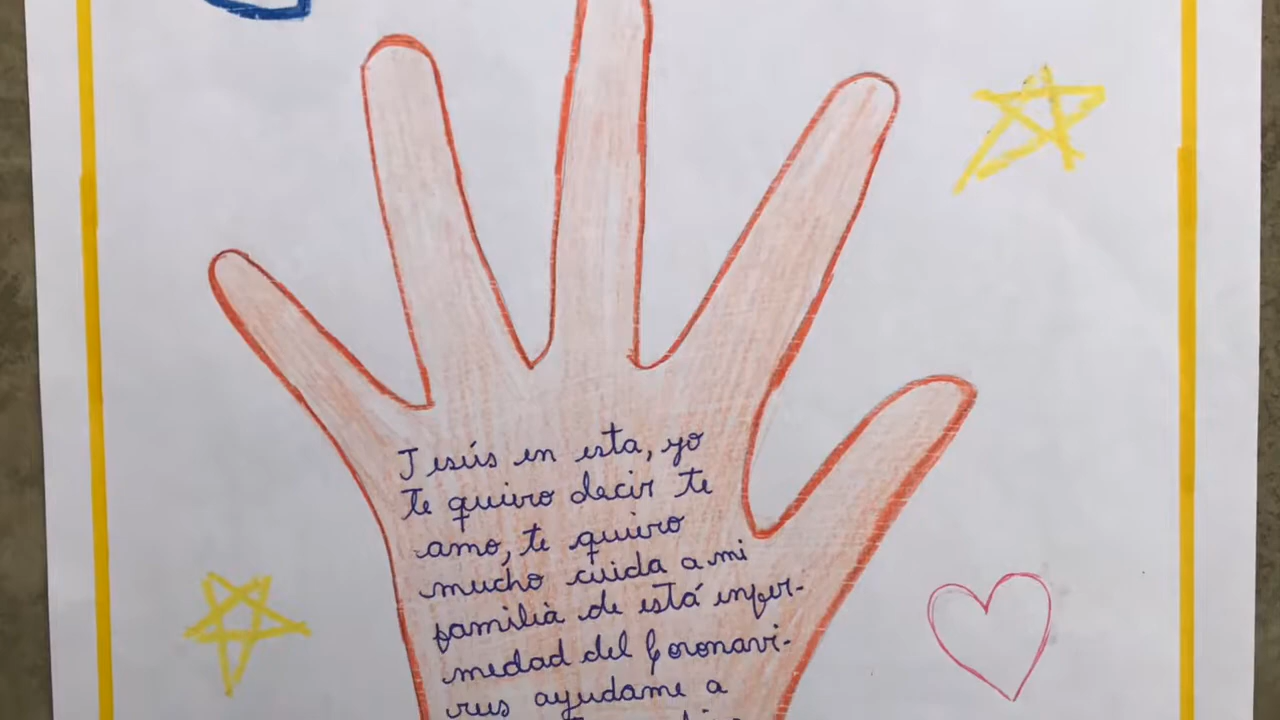 Jesús en esta, yo
te quiero decir te
amo, te quiero
mucho cuida a mi
familia de está enfer-
medad del Coronavi-
rus ayudame a